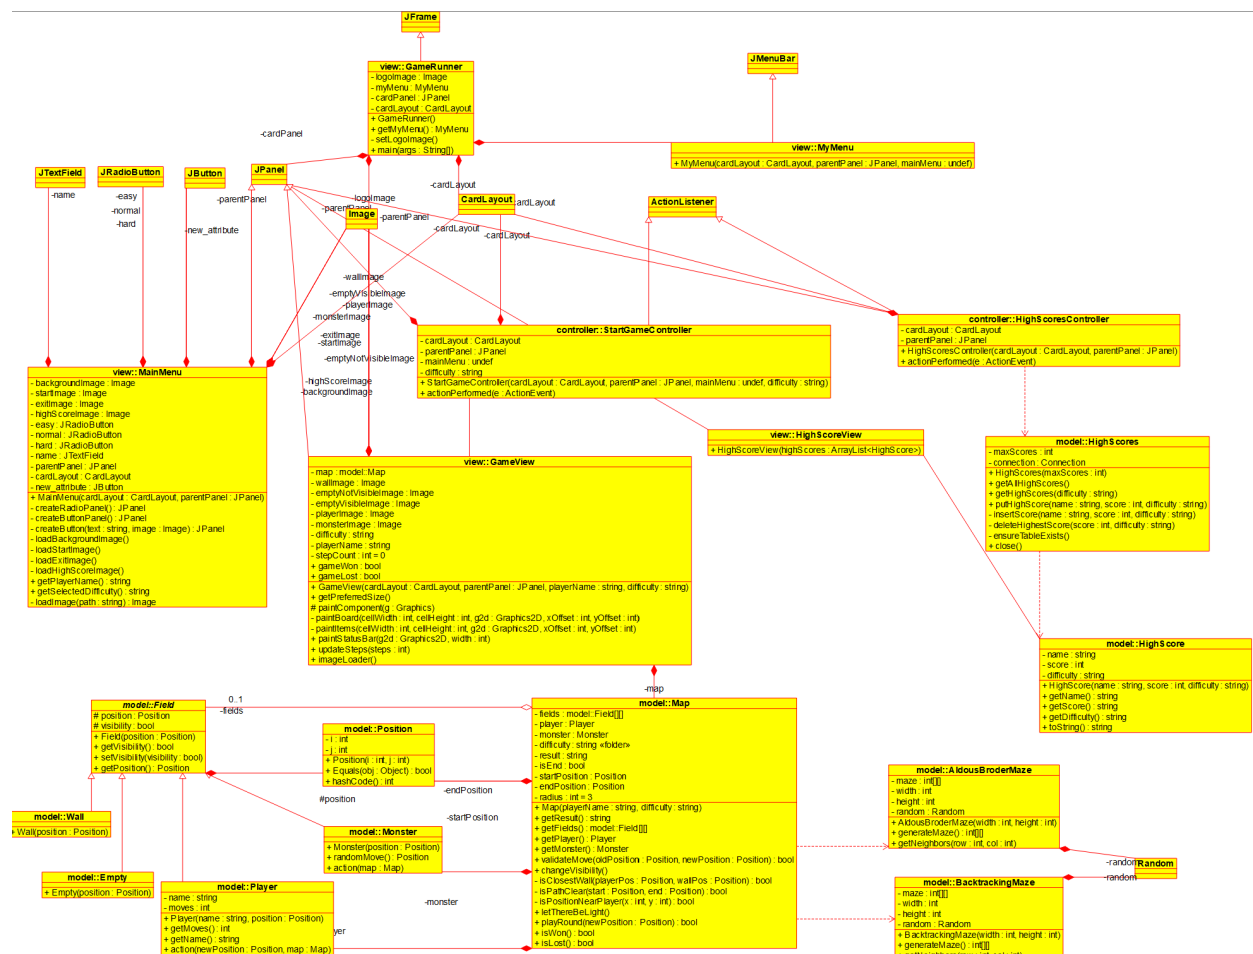 JFrame
view::GameRunner
- logoImage : Image
- myMenu : MyMenu
- cardPanel : JPanel
- cardLayout : CardLayout
+ GameRunner()
+ getMyMenu() : MyMenu
- setLogoImage()
+ main(args : String[])
JMenuBar
view::MyMenu
+ MyMenu(cardLayout : CardLayout, parentPanel : JPanel, mainMenu : undef)
-cardPanel
JTextField
-name
JRadioButton
-easy
-normal
-hard
JButton
-new_attribute
JPanel
-parentPanel
-logoImage
Image
-parentPanel
-cardLayout
CardLayout
-cardLayout
-cardLayout
ActionListener
-wallImage
-emptyVisibleImage
-playerImage
-monsterImage
-exitImage
-startImage
-emptyNotVisibleImage
-highScoreImage
-backgroundImage
controller::StartGameController
- cardLayout : CardLayout
- parentPanel : JPanel
- mainMenu : undef
- difficulty : string
+ StartGameController(cardLayout : CardLayout, parentPanel : JPanel, mainMenu : undef, difficulty : string)
+ actionPerformed(e : ActionEvent)
controller::HighScoresController
- cardLayout : CardLayout
- parentPanel : JPanel
+ HighScoresController(cardLayout : CardLayout, parentPanel : JPanel)
+ actionPerformed(e : ActionEvent)
view::MainMenu
- backgroundImage : Image
- startImage : Image
- exitImage : Image
- highScoreImage : Image
- easy : JRadioButton
- normal : JRadioButton
- hard : JRadioButton
- name : JTextField
- parentPanel : JPanel
- cardLayout : CardLayout
- new_attribute : JButton
+ MainMenu(cardLayout : CardLayout, parentPanel : JPanel)
- createRadioPanel() : JPanel
- createButtonPanel() : JPanel
- createButton(text : string, image : Image) : JPanel
- loadBackgroundImage()
- loadStartImage()
- loadExitImage()
- loadHighScoreImage()
+ getPlayerName() : string
+ getSelectedDifficulty() : string
- loadImage(path : string) : Image
view::HighScoreView
+ HighScoreView(highScores : ArrayList<HighScore>)
view::GameView
- map : model::Map
- wallImage : Image
- emptyNotVisibleImage : Image
- emptyVisibleImage : Image
- playerImage : Image
- monsterImage : Image
- difficulty : string
- playerName : string
- stepCount : int = 0
+ gameWon : bool
+ gameLost : bool
+ GameView(cardLayout : CardLayout, parentPanel : JPanel, playerName : string, difficulty : string)
+ getPreferredSize()
# paintComponent(g : Graphics)
- paintBoard(cellWidth : int, cellHeight : int, g2d : Graphics2D, xOffset : int, yOffset : int)
- paintItems(cellWidth : int, cellHeight : int, g2d : Graphics2D, xOffset : int, yOffset : int)
+ paintStatusBar(g2d : Graphics2D, width : int)
+ updateSteps(steps : int)
+ imageLoader()
model::HighScores
- maxScores : int
- connection : Connection
+ HighScores(maxScores : int)
+ getAllHighScores()
+ getHighScores(difficulty : string)
+ putHighScore(name : string, score : int, difficulty : string)
- insertScore(name : string, score : int, difficulty : string)
- deleteHighestScore(score : int, difficulty : string)
- ensureTableExists()
+ close()
model::HighScore
- name : string
- score : int
- difficulty : string
+ HighScore(name : string, score : int, difficulty : string)
+ getName() : string
+ getScore() : int
+ getDifficulty() : string
+ toString() : string
-map
0..1
-fields
model::Field
# position : Position
# visibility : bool
+ Field(position : Position)
+ getVisibility() : bool
+ setVisibility(visibility : bool)
+ getPosition() : Position
model::Position
- i : int
- j : int
+ Position(i : int, j : int)
+ Equals(obj : Object) : bool
+ hashCode() : int
#position
-endPosition
-startPosition
model::Map
- fields : model::Field[][]
- player : Player
- monster : Monster
- difficulty : string «folder»
- result : string
- isEnd : bool
- startPosition : Position
- endPosition : Position
- radius : int = 3
+ Map(playerName : string, difficulty : string)
+ getResult() : string
+ getFields() : model::Field[][]
+ getPlayer() : Player
+ getMonster() : Monster
+ validateMove(oldPosition : Position, newPosition : Position) : bool
+ changeVisibility()
- isClosestWall(playerPos : Position, wallPos : Position) : bool
- isPathClear(start : Position, end : Position) : bool
- isPositionNearPlayer(x : int, y : int) : bool
+ letThereBeLight()
+ playRound(newPosition : Position) : bool
+ isWon() : bool
+ isLost() : bool
model::Wall
+ Wall(position : Position)
model::Empty
+ Empty(position : Position)
model::Monster
+ Monster(position : Position)
+ randomMove() : Position
+ action(map : Map)
-monster
model::Player
- name : string
- moves : int
+ Player(name : string, position : Position)
+ getMoves() : int
+ getName() : string
+ action(newPosition : Position, map : Map)
model::AldousBroderMaze
- maze : int[][]
- width : int
- height : int
- random : Random
+ AldousBroderMaze(width : int, height : int)
+ generateMaze() : int[][]
+ getNeighbors(row : int, col : int)
-random
Random
-random
model::BacktrackingMaze
- maze : int[][]
- width : int
- height : int
- random : Random
+ BacktrackingMaze(width : int, height : int)
+ generateMaze() : int[][]